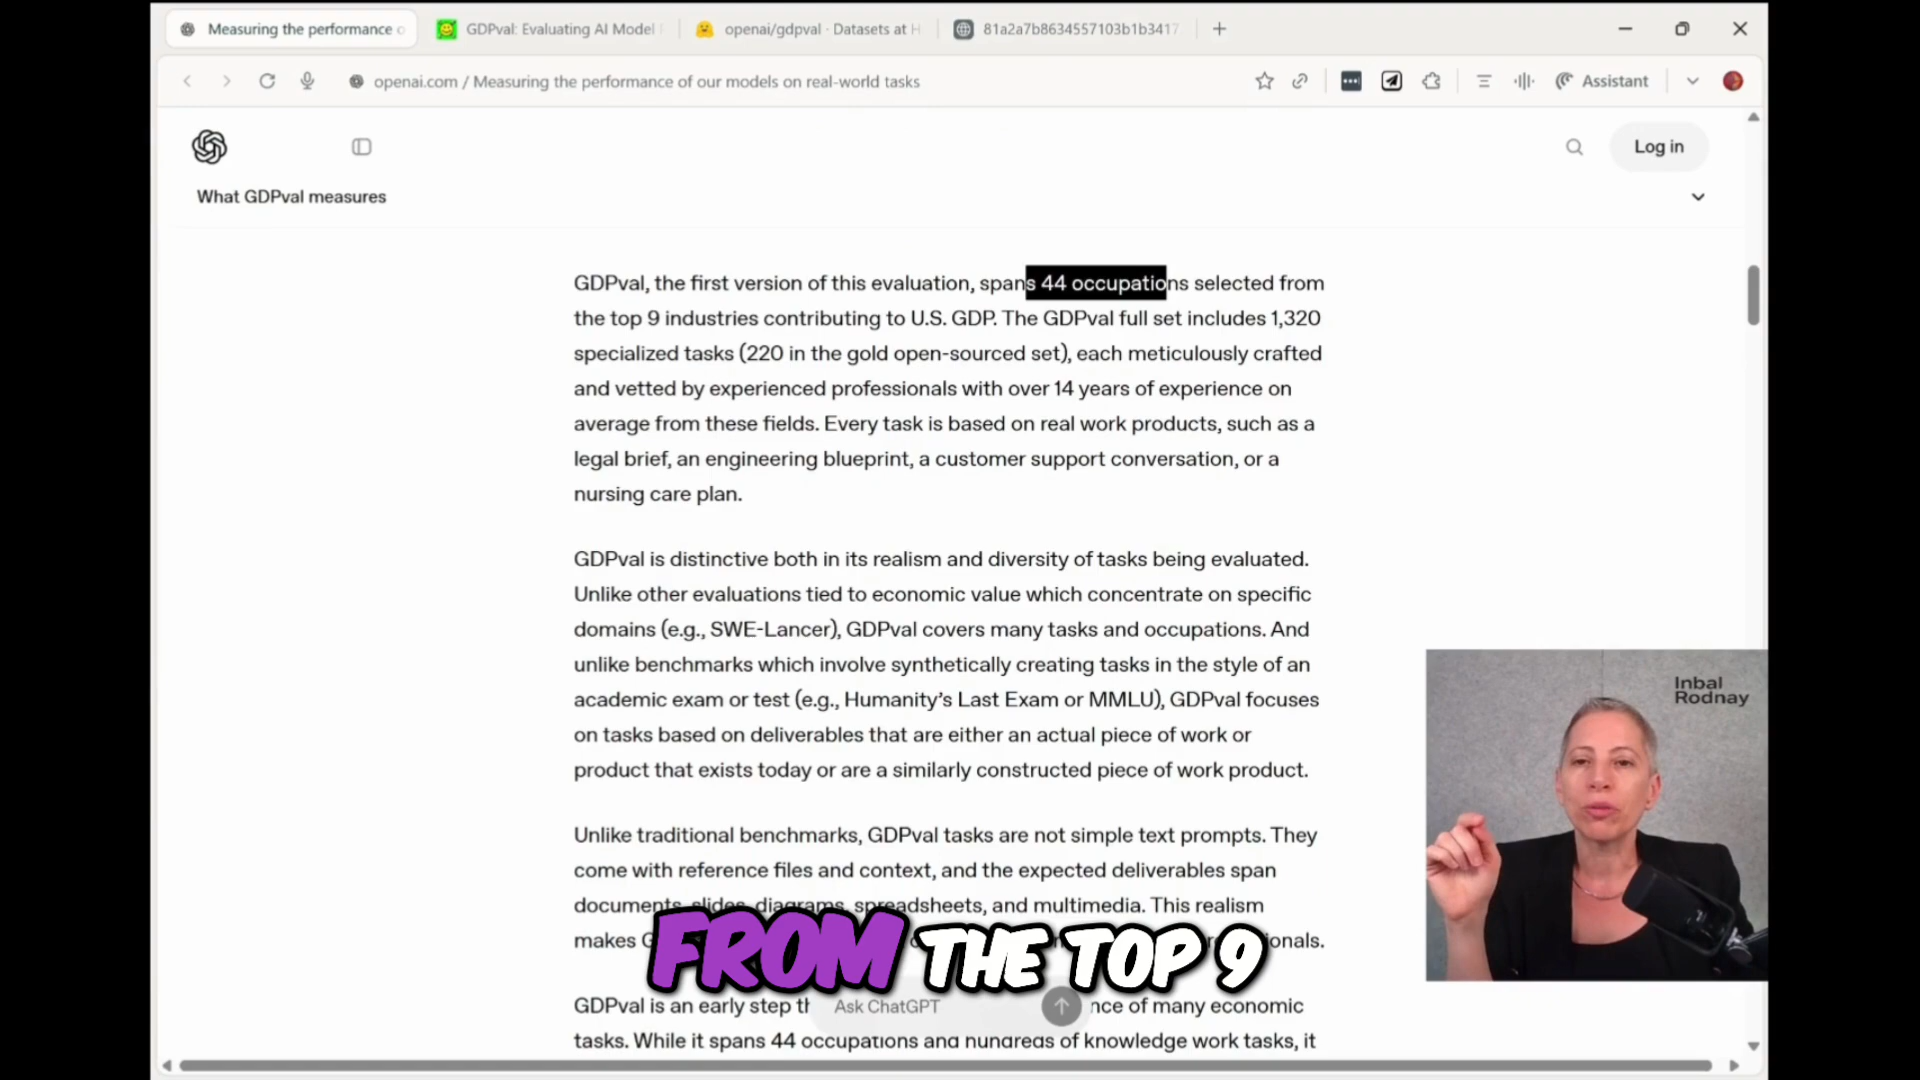 Measuring the performance o
GDPval: Evaluating AI Model
openai/gdpval · Datasets at H
81a2a7b8634557103b1b3417
openai.com / Measuring the performance of our models on real-world tasks
Assistant
Log in
What GDPval measures
GDPval, the first version of this evaluation, spans 44 occupations selected from
the top 9 industries contributing to U.S. GDP. The GDPval full set includes 1,320
specialized tasks (220 in the gold open-sourced set), each meticulously crafted
and vetted by experienced professionals with over 14 years of experience on
average from these fields. Every task is based on real work products, such as a
legal brief, an engineering blueprint, a customer support conversation, or a
nursing care plan.
GDPval is distinctive both in its realism and diversity of tasks being evaluated.
Unlike other evaluations tied to economic value which concentrate on specific
domains (e.g., SWE-Lancer), GDPval covers many tasks and occupations. And
unlike benchmarks which involve synthetically creating tasks in the style of an
academic exam or test (e.g., Humanity's Last Exam or MMLU), GDPval focuses
on tasks based on deliverables that are either an actual piece of work or
product that exists today or are a similarly constructed piece of work product.
Inbal
Rodnay
Unlike traditional benchmarks, GDPval tasks are not simple text prompts. They
come with reference files and context, and the expected deliverables span
documents, slides, diagrams, spreadsheets, and multimedia. This realism
makes
FROM THE TOP 9
GDPval is an early step
Ask ChatGPT
of many economic
tasks. While it spans 44 occupations and hundreds of knowledge work tasks, it